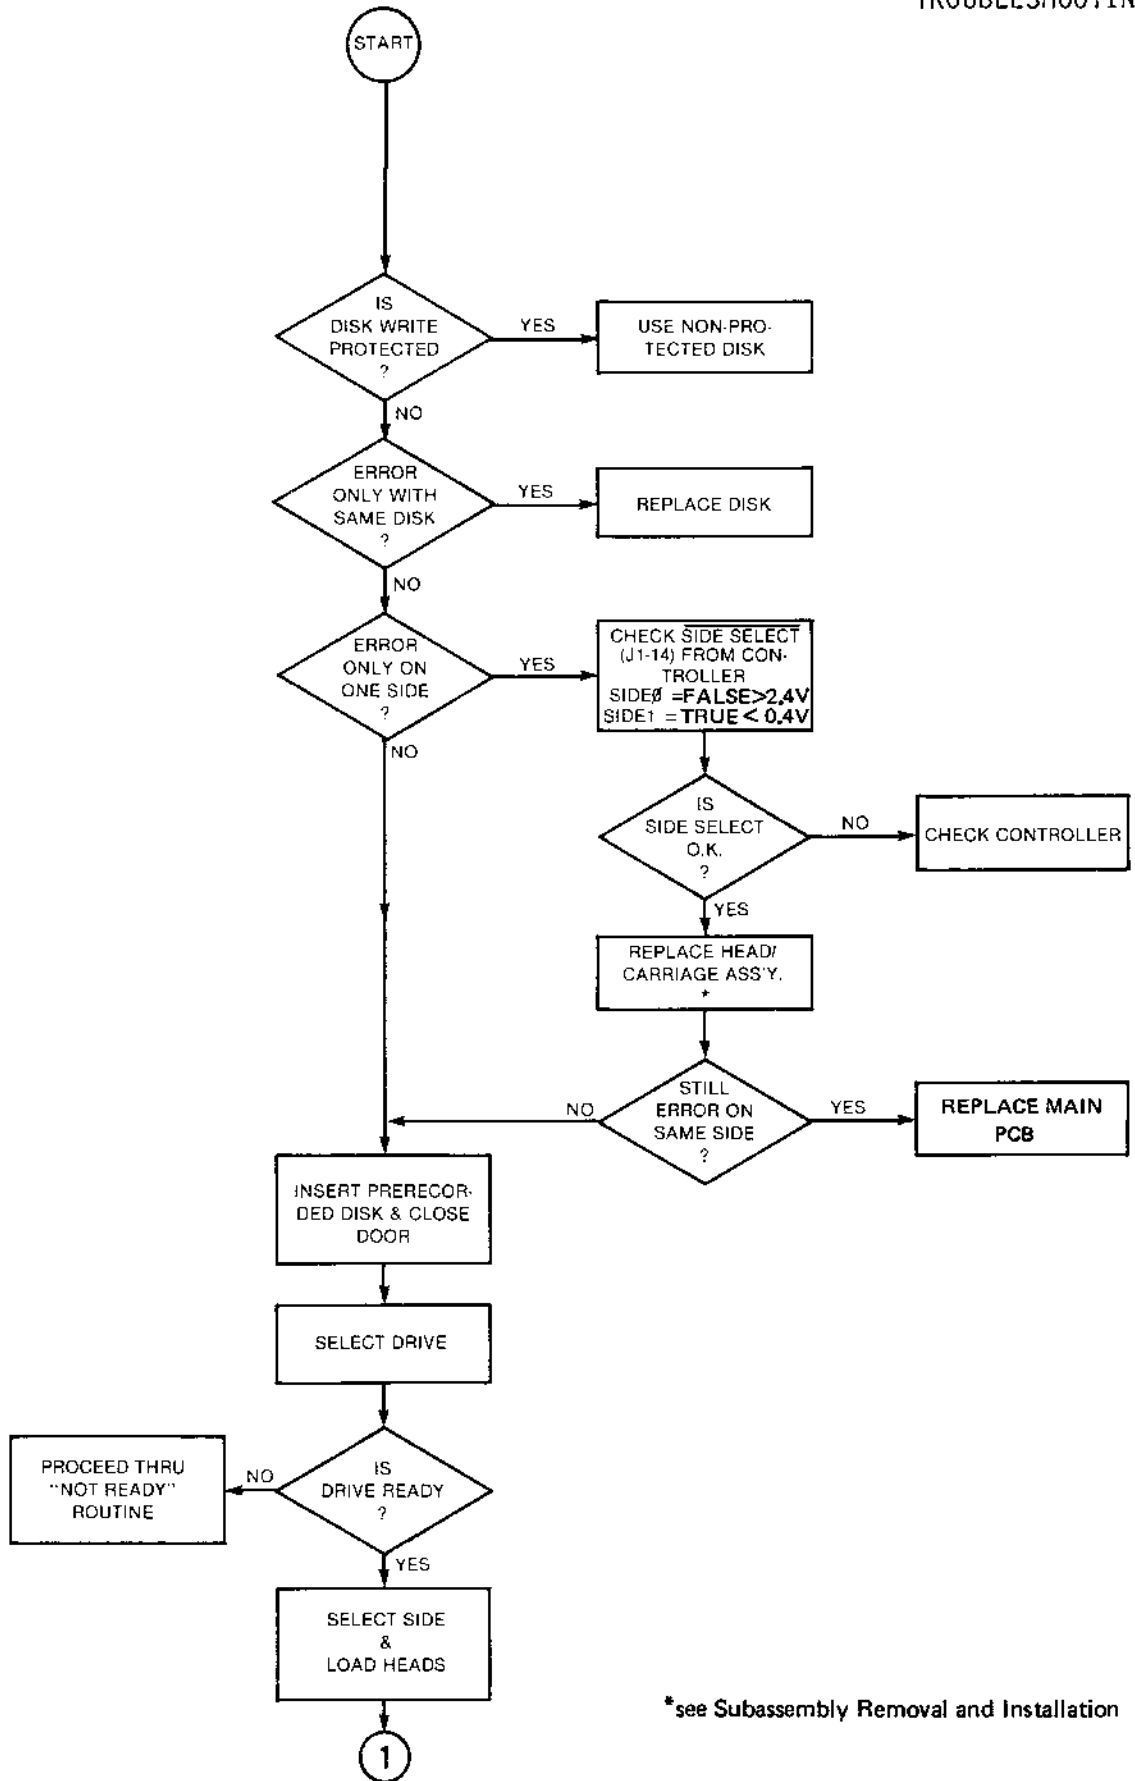 START
IS
DISK WRITE
PROTECTED
?
YES
USE NON-PRO-
TECTED DISK
NO
ERROR
ONLY WITH
SAME DISK
?
YES
REPLACE DISK
NO
ERROR
ONLY ON
ONE SIDE
?
YES
CHECK SIDE SELECT
(J1-14) FROM CON-
TROLLER
SIDEØ =FALSE>2.4V
SIDE1 = TRUE < 0.4V
NO
IS
SIDE SELECT
O.K.
?
NO
CHECK CONTROLLER
YES
REPLACE HEAD/
CARRIAGE ASS'Y.
*
STILL
ERROR ON
SAME SIDE
?
NO
YES
REPLACE MAIN
PCB
INSERT PRERECOR-
DED DISK & CLOSE
DOOR
SELECT DRIVE
IS
DRIVE READY
?
NO
PROCEED THRU
"NOT READY"
ROUTINE
YES
SELECT SIDE
&
LOAD HEADS
*see Subassembly Removal and Installation
1